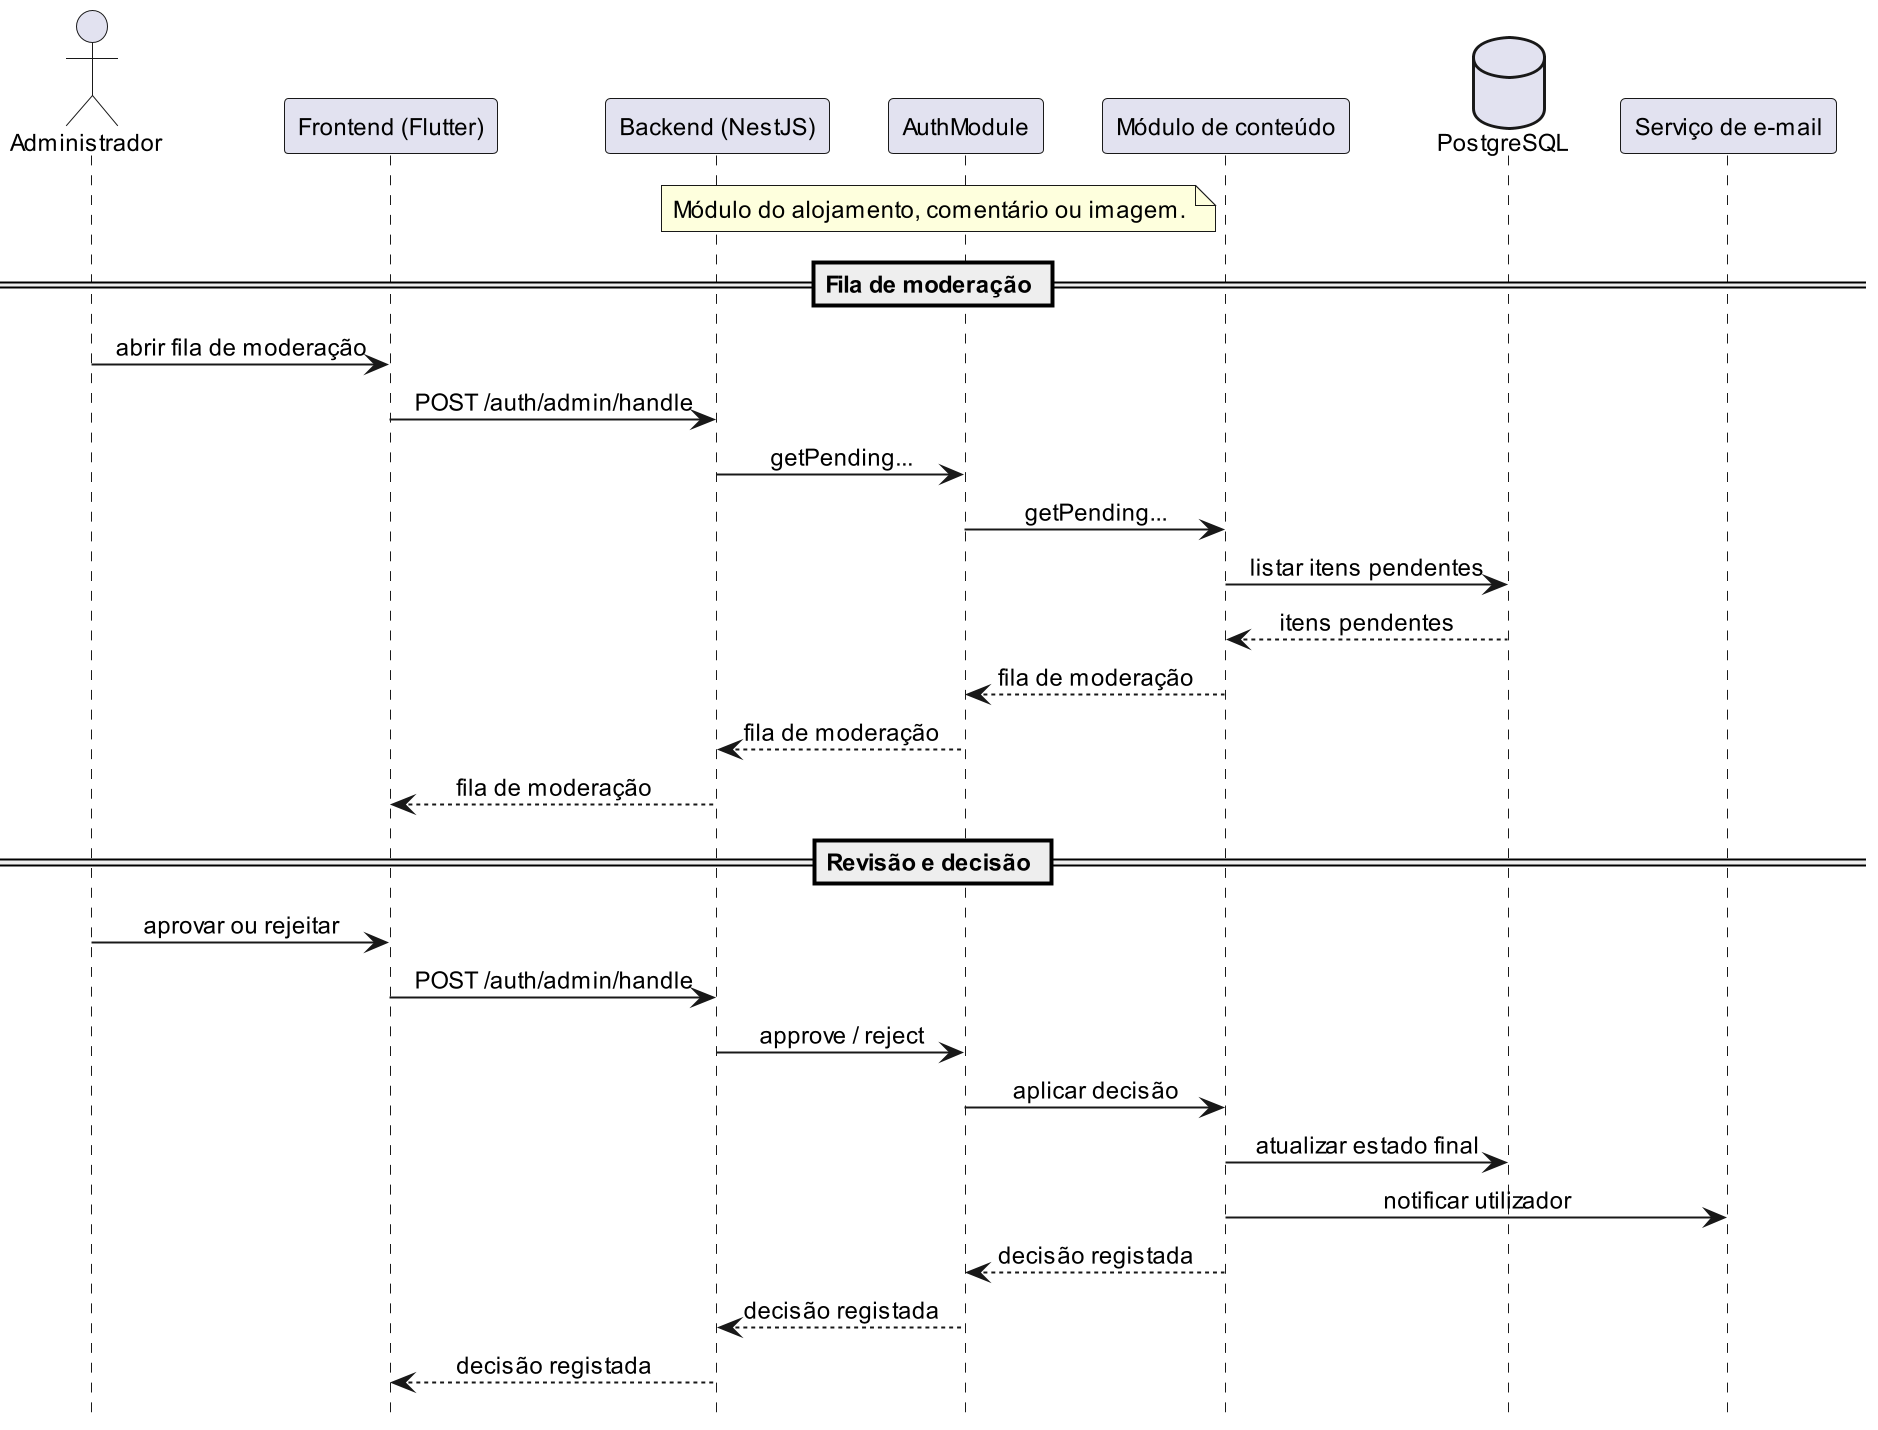 Administrador
Frontend (Flutter)
Backend (NestJS)
AuthModule
Módulo de conteúdo
PostgreSQL
Serviço de e-mail
Módulo do alojamento, comentário ou imagem.
Fila de moderação
abrir fila de moderação
POST /auth/admin/handle
getPending...
getPending...
listar itens pendentes
itens pendentes
fila de moderação
fila de moderação
fila de moderação
Revisão e decisão
aprovar ou rejeitar
POST /auth/admin/handle
approve / reject
aplicar decisão
atualizar estado final
notificar utilizador
decisão registada
decisão registada
decisão registada